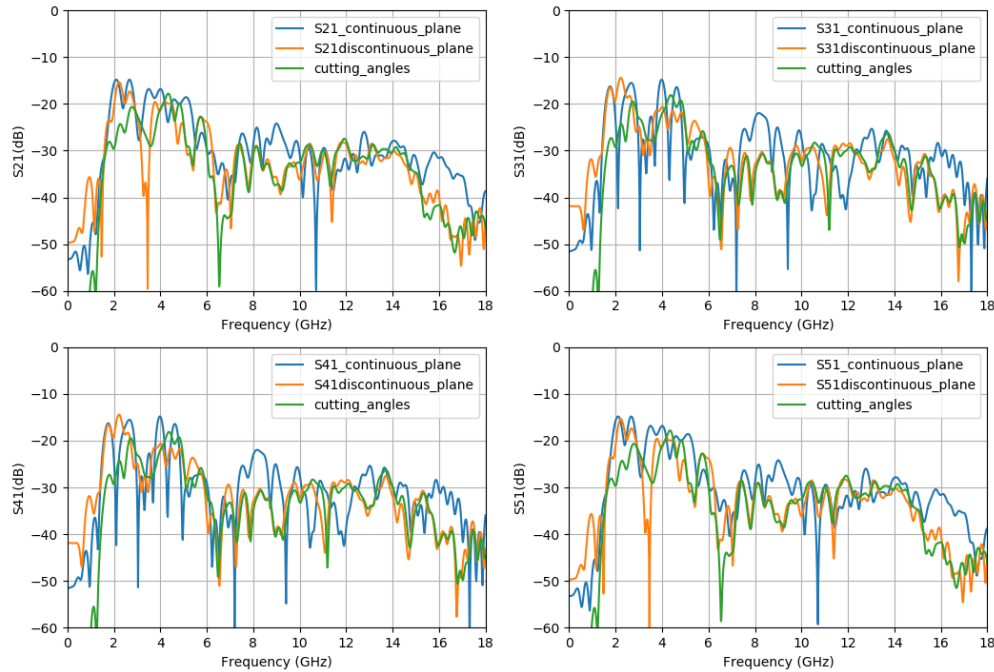 0
−10
−20
−30
−40
−50
−60
S21(dB)
S21_continuous_plane
S21discontinuous_plane
cutting_angles
0 2 4 6 8 10 12 14 16 18
Frequency (GHz)
0
−10
−20
−30
−40
−50
−60
S31(dB)
S31_continuous_plane
S31discontinuous_plane
cutting_angles
0 2 4 6 8 10 12 14 16 18
Frequency (GHz)
0
−10
−20
−30
−40
−50
−60
S41(dB)
S41_continuous_plane
S41discontinuous_plane
cutting_angles
0 2 4 6 8 10 12 14 16 18
Frequency (GHz)
0
−10
−20
−30
−40
−50
−60
S51(dB)
S51_continuous_plane
S51discontinuous_plane
cutting_angles
0 2 4 6 8 10 12 14 16 18
Frequency (GHz)